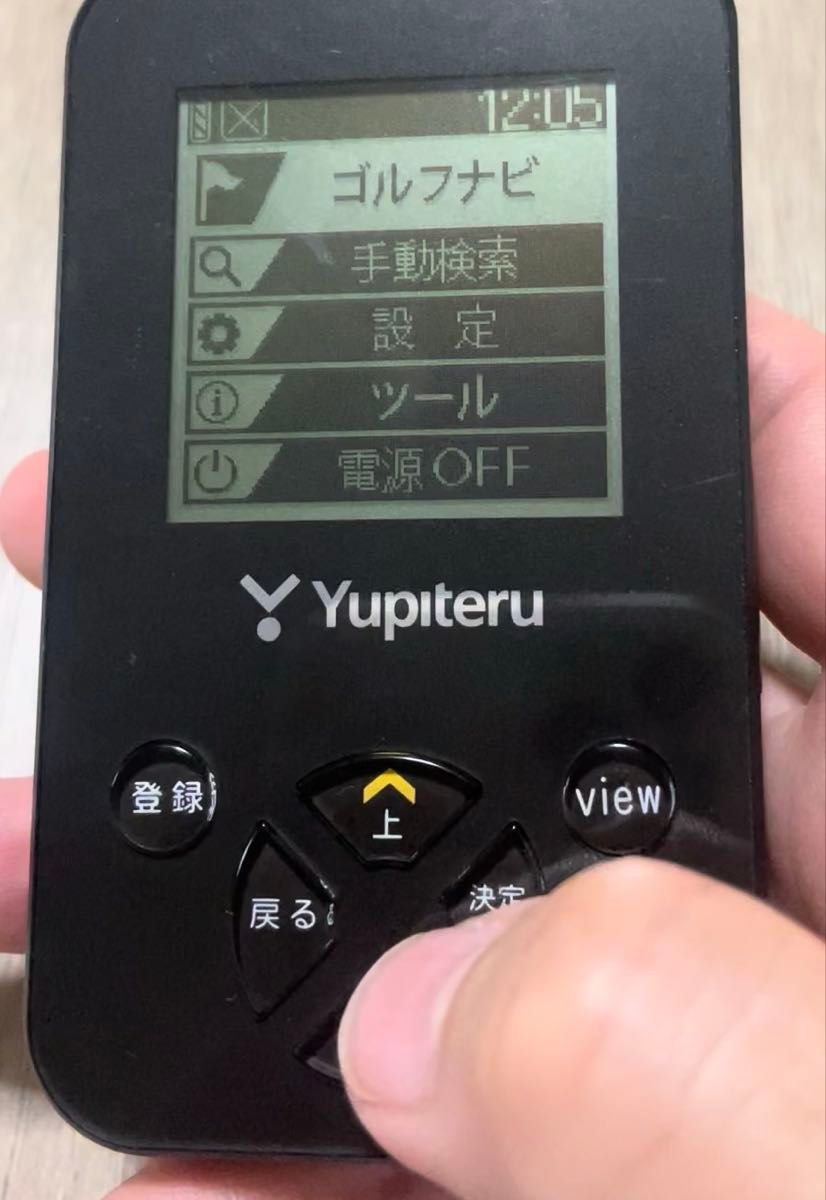 12:05
ゴルフナビ
手動検索
設 定
ツール
電源OFF
Yupiteru
登録
上
view
戻る
決定